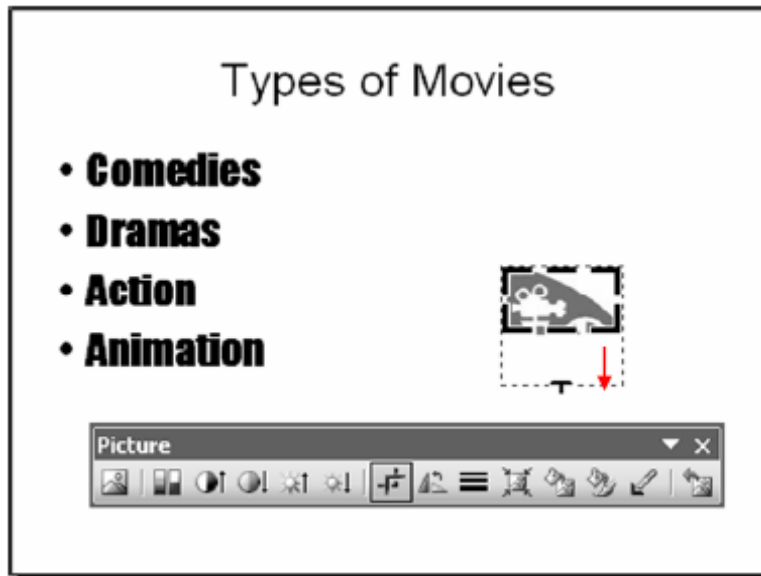 Types of Movies
• Comedies
• Dramas
• Action
• Animation
Picture